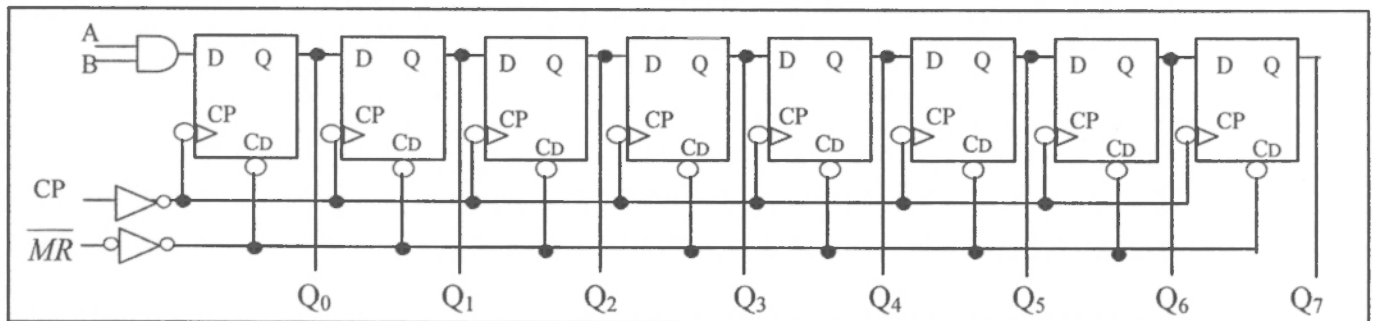 A
B
D Q D Q D Q D Q D Q D Q D Q D Q
CP CP CP CP CP CP CP CP
CD CD CD CD CD CD CD CD
CP
MR
Q0 Q1 Q2 Q3 Q4 Q5 Q6 Q7